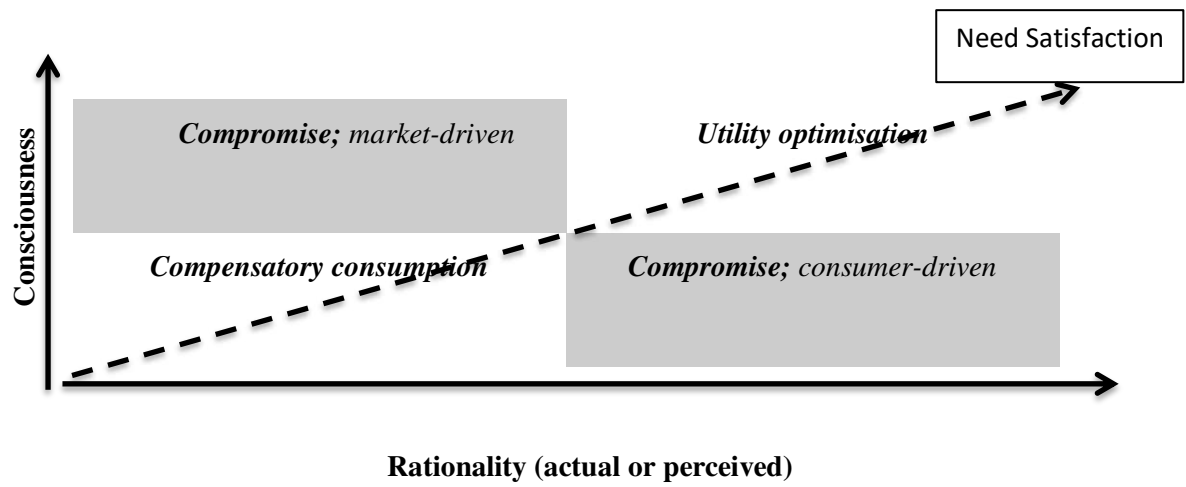 Need Satisfaction
Compromise; market-driven
Utility optimisation
Consciousness
Compensatory consumption
Compromise; consumer-driven
Rationality (actual or perceived)